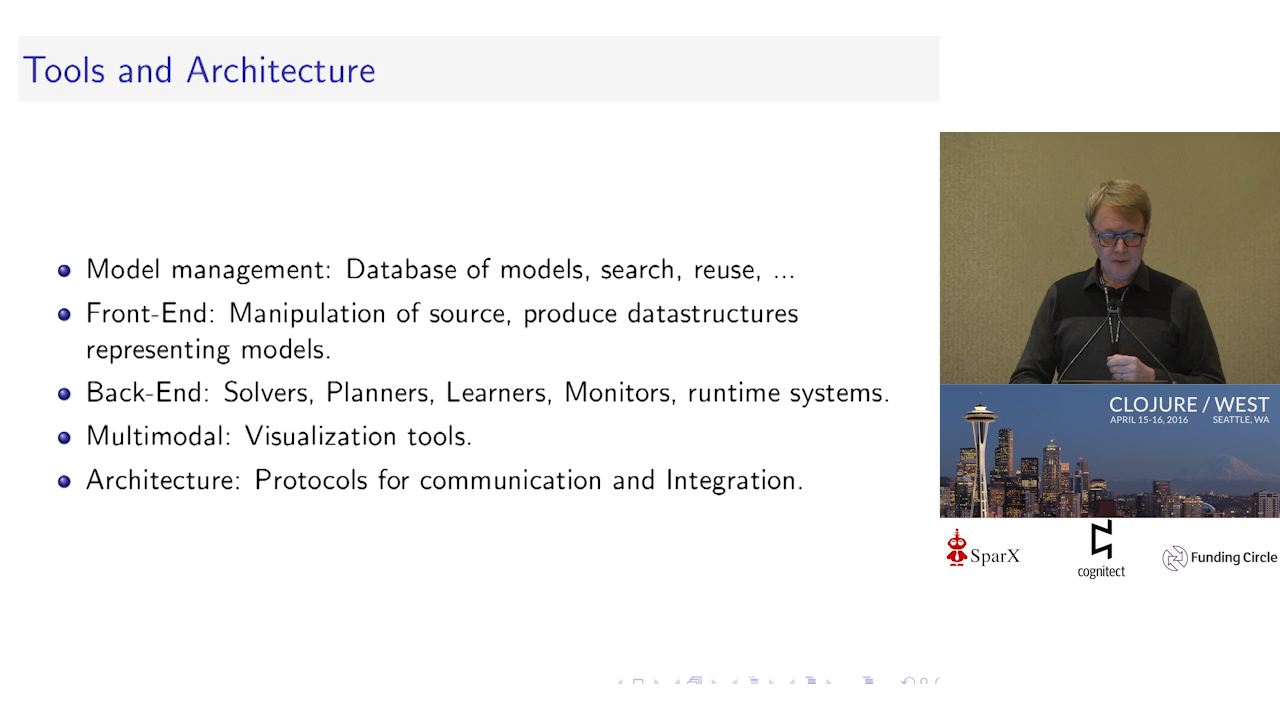 Tools and Architecture
Model management: Database of models, search, reuse, ...
Front-End: Manipulation of source, produce datastructures
representing models.
Back-End: Solvers, Planners, Learners, Monitors, runtime systems.
Multimodal: Visualization tools.
Architecture: Protocols for communication and Integration.
CLOJURE / WEST
APRIL 15-16, 2016 SEATTLE, WA
SparX
cognitect
Funding Circle